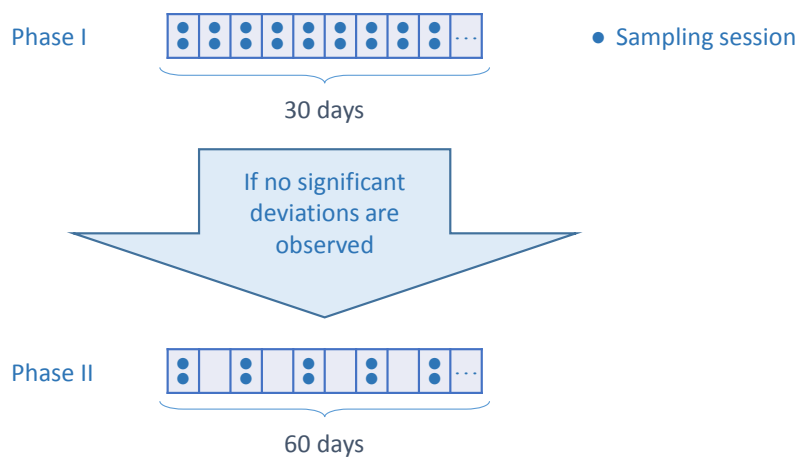 Phase I
...
Sampling session
30 days
If no significant
deviations are
observed
Phase II
...
60 days